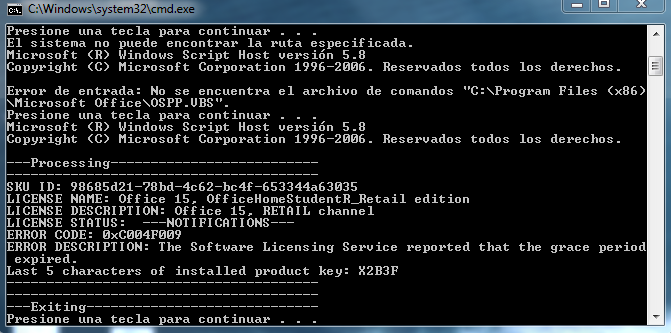 C:\Windows\system32\cmd.exe
Presione una tecla para continuar . . .
El sistema no puede encontrar la ruta especificada.
Microsoft (R) Windows Script Host versión 5.8
Copyright (C) Microsoft Corporation 1996-2006. Reservados todos los derechos.
Error de entrada: No se encuentra el archivo de comandos "C:\Program Files (x86)
\Microsoft Office\OSPP.VBS".
Presione una tecla para continuar . . .
Microsoft (R) Windows Script Host versión 5.8
Copyright (C) Microsoft Corporation 1996-2006. Reservados todos los derechos.
---Processing--------------------------
---------------------------------------
SKU ID: 98685d21-78bd-4c62-bc4f-653344a63035
LICENSE NAME: Office 15, OfficeHomeStudentR_Retail edition
LICENSE DESCRIPTION: Office 15, RETAIL channel
LICENSE STATUS:  ---NOTIFICATIONS---
ERROR CODE: 0xC004F009
ERROR DESCRIPTION: The Software Licensing Service reported that the grace period
 expired.
Last 5 characters of installed product key: X2B3F
---------------------------------------
---------------------------------------
---Exiting-----------------------------
Presione una tecla para continuar . . .